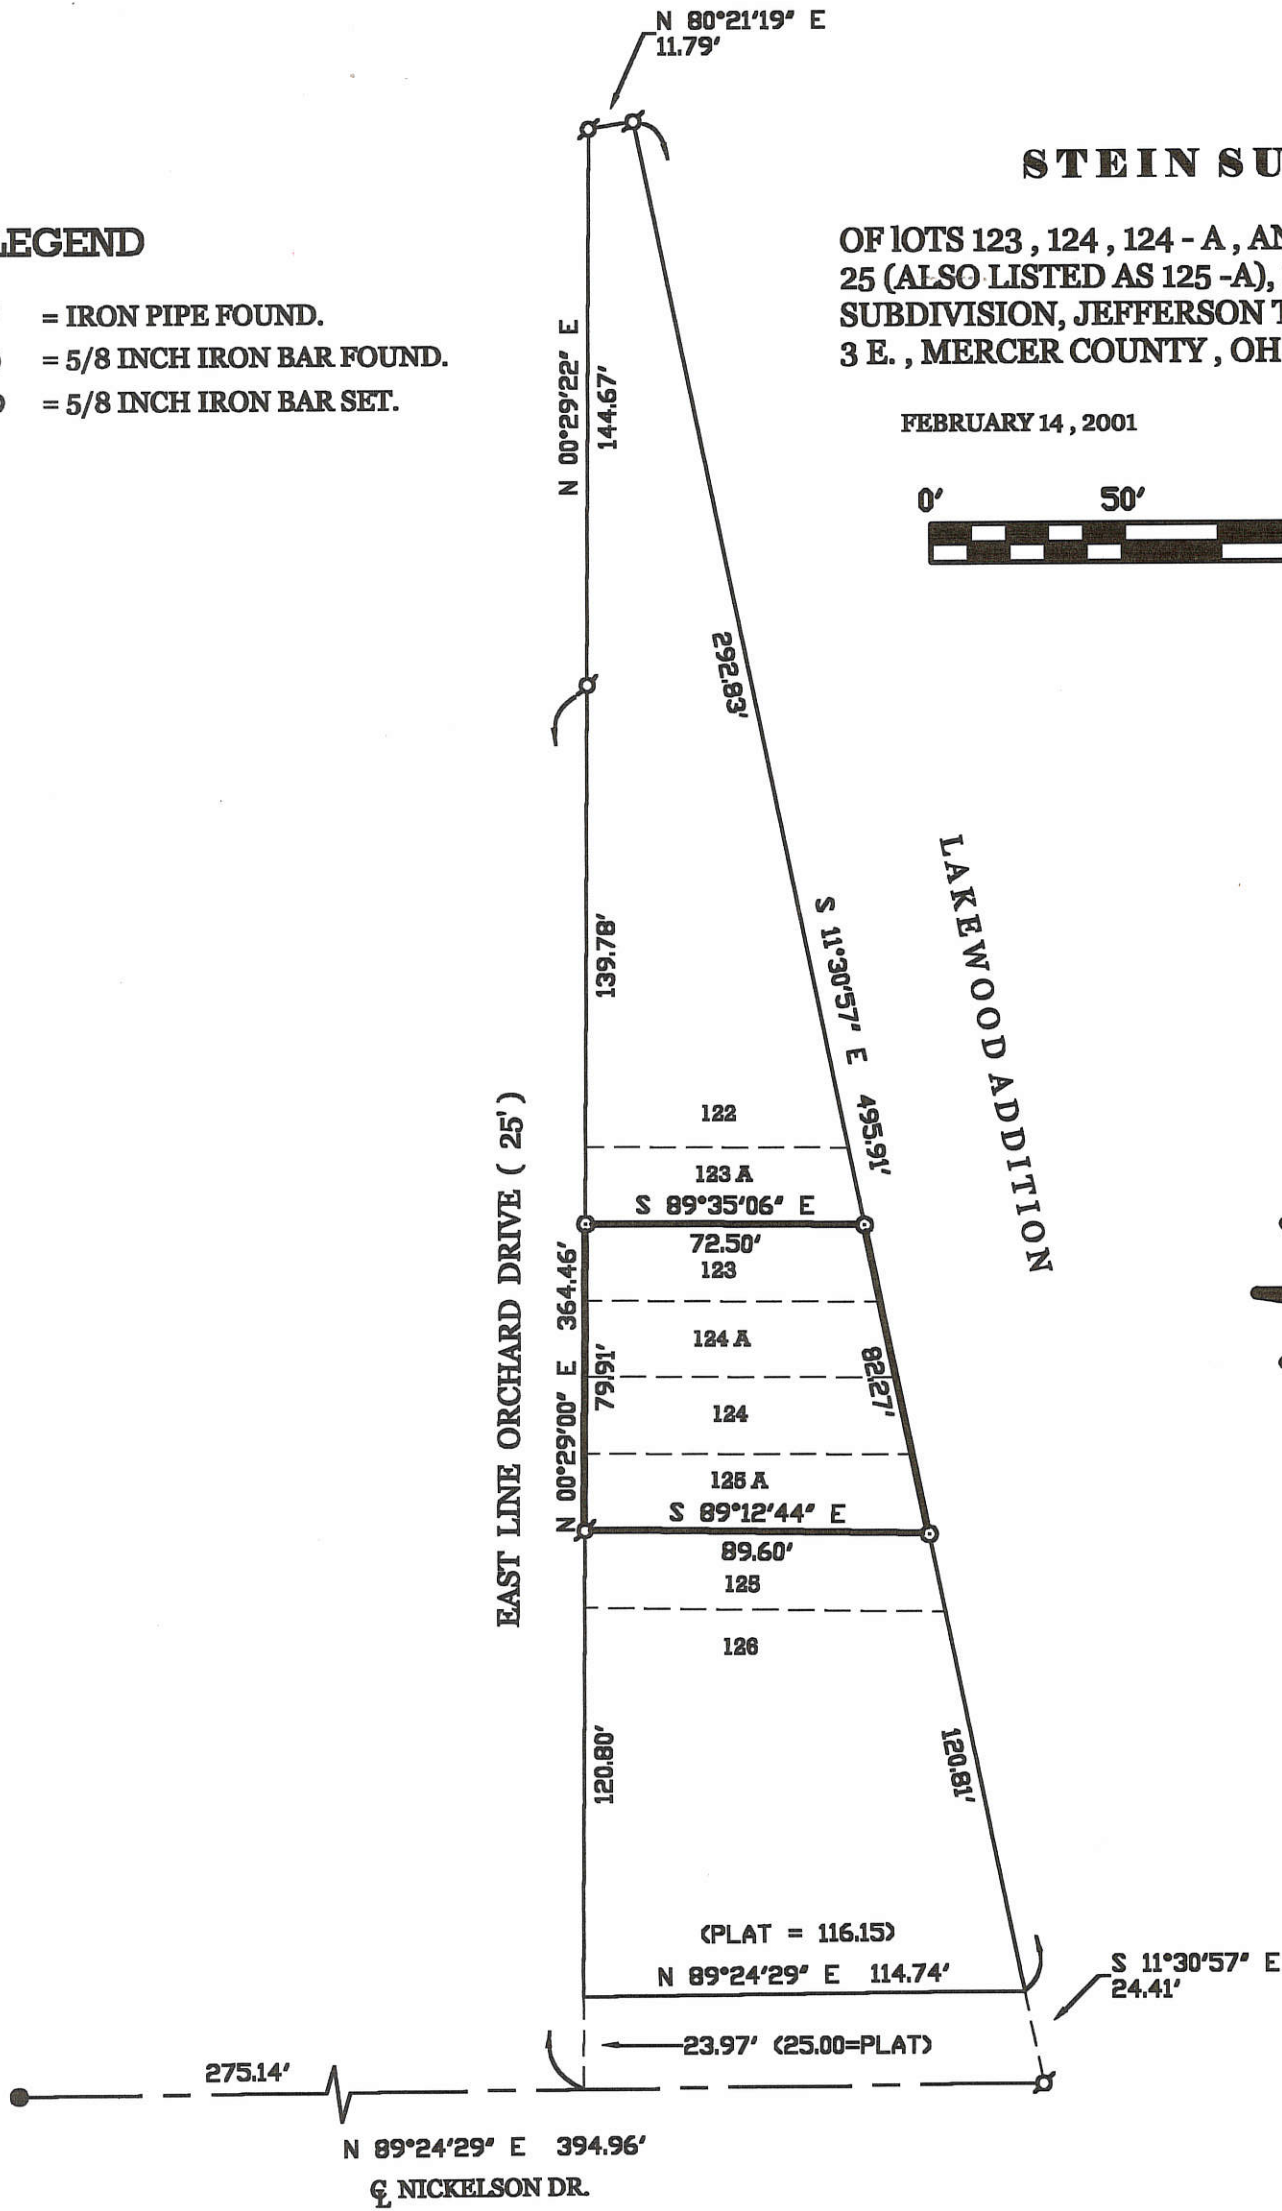 N 80°21'19" E
11.79'
STEIN SU
LEGEND
= IRON PIPE FOUND.
= 5/8 INCH IRON BAR FOUND.
= 5/8 INCH IRON BAR SET.
OF lOTS 123 , 124 , 124 - A , AN
25 (ALSO LISTED AS 125 -A),
SUBDIVISION, JEFFERSON T
3 E. , MERCER COUNTY , OH
FEBRUARY 14 , 2001
0' 50'
N 00°29'22" E
144.67'
292.83'
139.78'
S 11°30'57" E 495.91'
LAKEWOOD ADDITION
EAST LINE ORCHARD DRIVE ( 25' )
122
123 A
S 89°35'06" E
72.50'
123
N 00°29'00" E 364.46'
79.91'
124 A
82.27'
124
125 A
S 89°12'44" E
89.60'
125
126
120.80'
120.81'
(PLAT = 116.15)
N 89°24'29" E 114.74'
S 11°30'57" E
24.41'
23.97' (25.00=PLAT)
275.14'
N 89°24'29" E 394.96'
℄ NICKELSON DR.